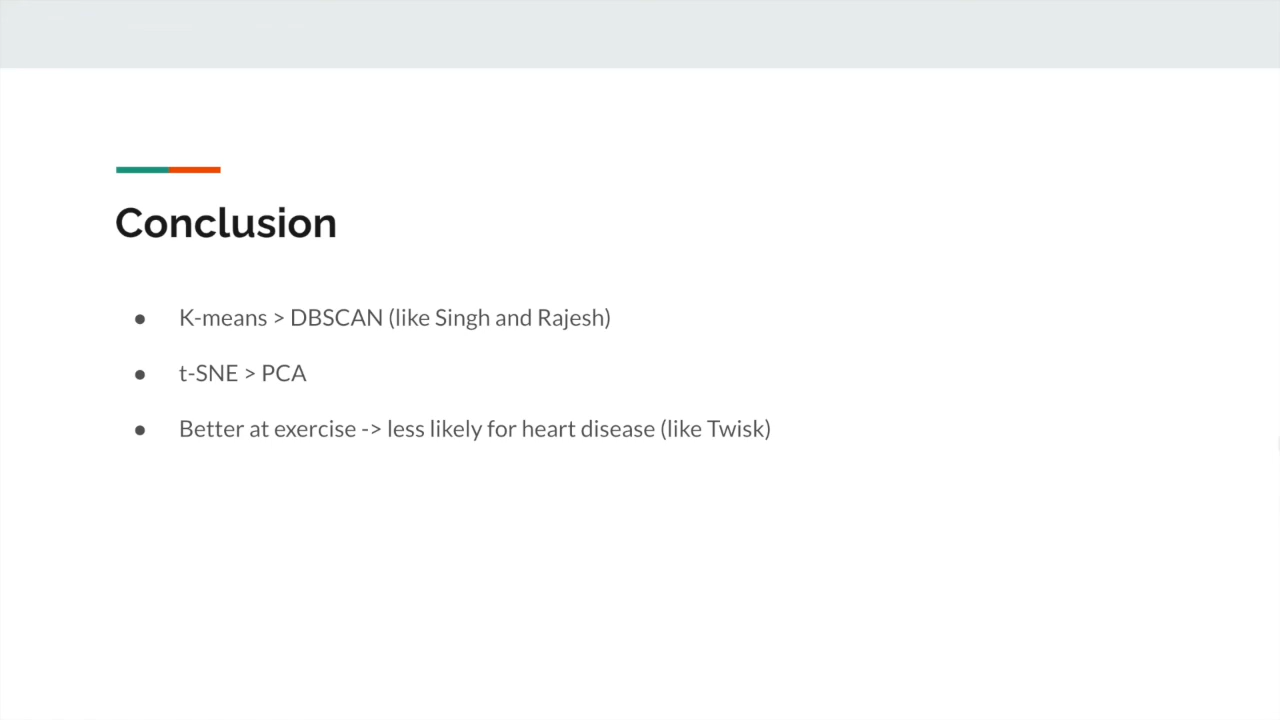 Conclusion
● K-means > DBSCAN (like Singh and Rajesh)
● t-SNE > PCA
● Better at exercise -> less likely for heart disease (like Twisk)